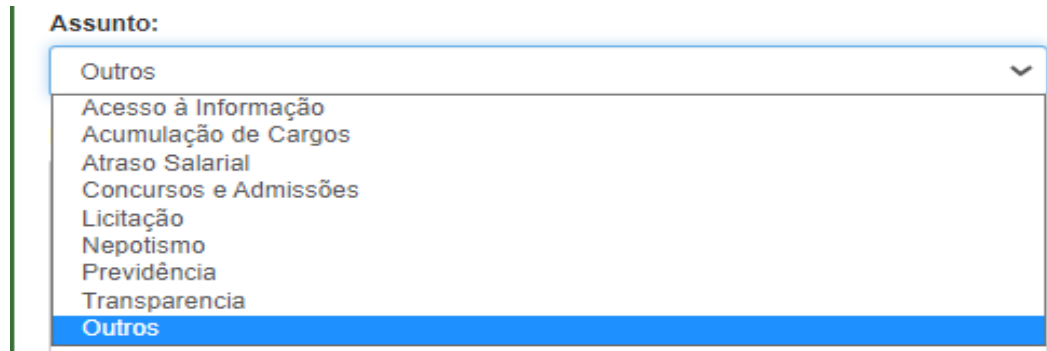 Assunto:
Outros
Acesso à Informação
Acumulação de Cargos
Atraso Salarial
Concursos e Admissões
Licitação
Nepotismo
Previdência
Transparencia
Outros